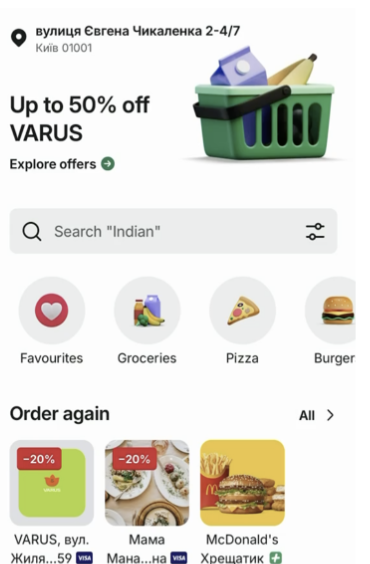 вулиця Євгена Чикаленка 2-4/7
Київ 01001
Up to 50% off
VARUS
Explore offers
Search "Indian"
Favourites
Groceries
Pizza
Burger
Order again
All
-20%
-20%
VARUS
VARUS, вул.
Жиля...59 VISA
Мама
Мана...на VISA
McDonald's
Хрещатик